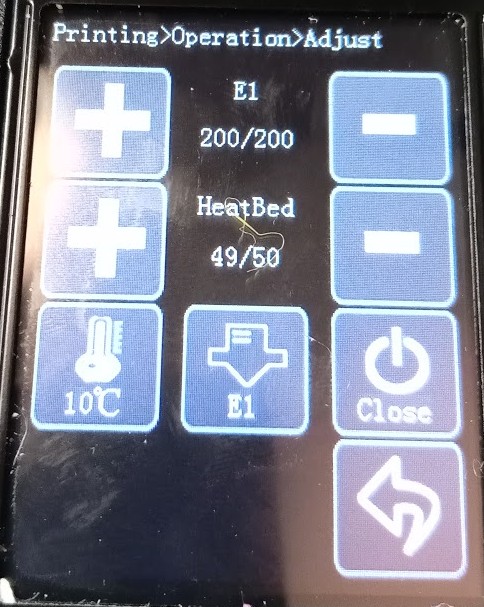 Printing>Operation>Adjust
E1
200/200
HeatBed
49/50
10℃
E1
Close